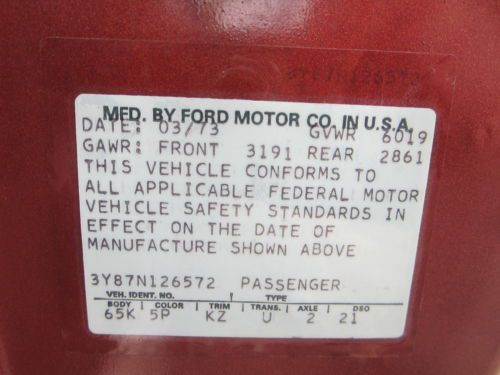 MFD. BY FORD MOTOR CO. IN U.S.A.
DATE: 03/73 GVWR 6019
GAWR: FRONT 3191 REAR 2861
THIS VEHICLE CONFORMS TO
ALL APPLICABLE FEDERAL MOTOR
VEHICLE SAFETY STANDARDS IN
EFFECT ON THE DATE OF
MANUFACTURE SHOWN ABOVE
3Y87N126572 PASSENGER
VEH. IDENT. NO. TYPE
BODY COLOR TRIM TRANS. AXLE DSO
65K 5P KZ U 2 21